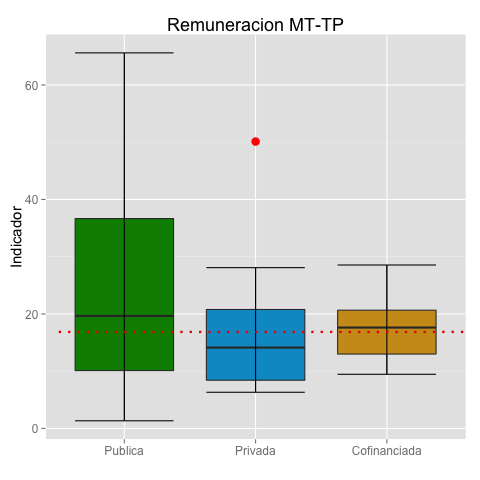 Remuneracion MT-TP
Indicador
60
40
20
0
Publica Privada Cofinanciada